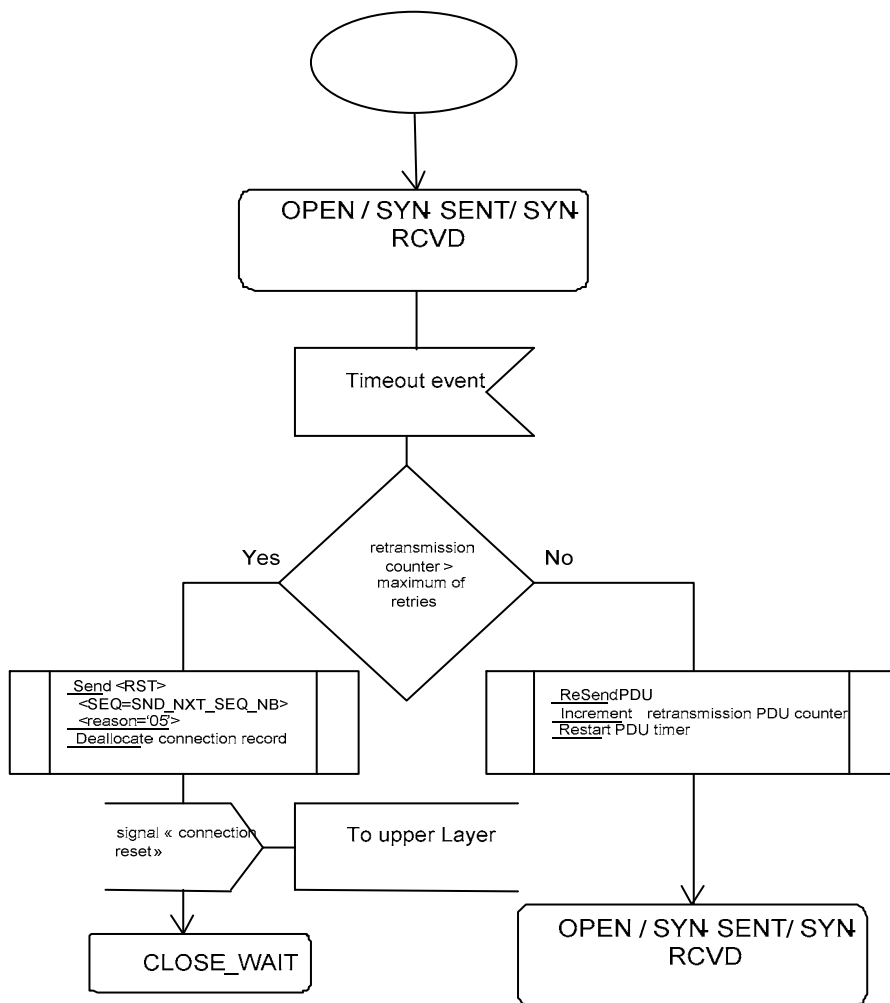 OPEN / SYN- SENT/ SYN-
RCVD
Timeout event
retransmission
counter >
maximum of
retries
Yes
No
Send <RST>
<SEQ=SND_NXT_SEQ_NB>
<reason='05'>
Deallocate connection record
ReSendPDU
Increment retransmission PDU counter
Restart PDU timer
signal « connection
reset »
To upper Layer
CLOSE_WAIT
OPEN / SYN- SENT/ SYN-
RCVD